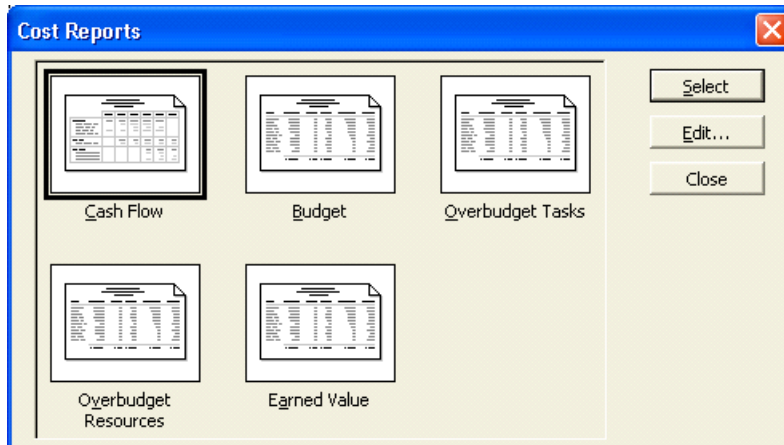 Cost Reports
Select
Edit...
Close
Cash Flow
Budget
Overbudget Tasks
Overbudget
Resources
Earned Value